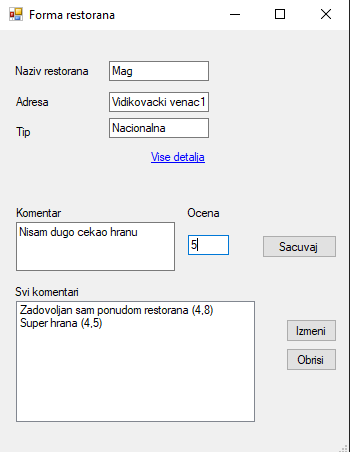 Forma restorana
Naziv restorana Mag
Adresa Vidikovacki venac1
Tip Nacionalna
Vise detalja
Komentar Ocena
Nisam dugo cekao hranu 5 Sacuvaj
Svi komentari
Zadovoljan sam ponudom restorana (4,8)
Super hrana (4,5)
Izmeni
Obrisi